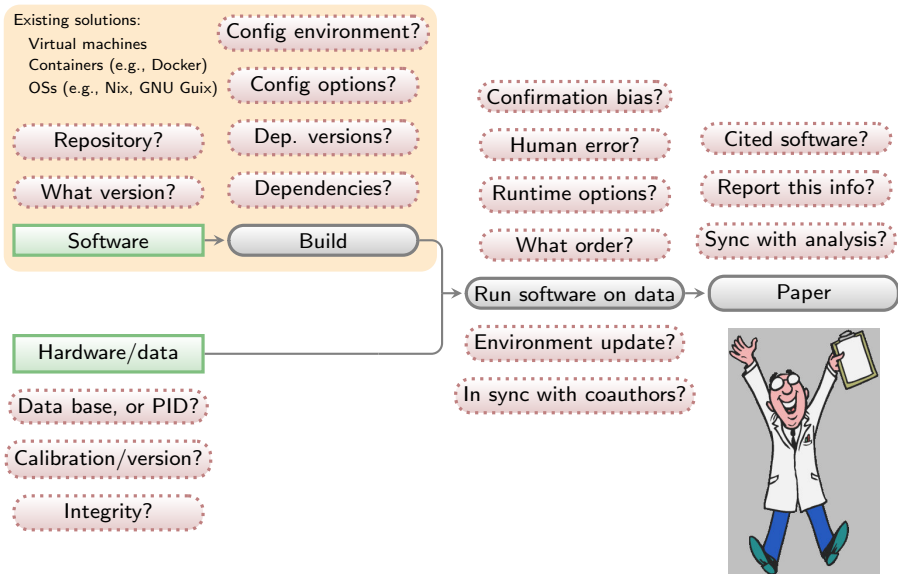 Existing solutions:
Virtual machines
Containers (e.g., Docker)
OSs (e.g., Nix, GNU Guix)
Config environment?
Config options?
Repository?
Dep. versions?
What version?
Dependencies?
Software
Build
Confirmation bias?
Human error?
Runtime options?
What order?
Cited software?
Report this info?
Sync with analysis?
Run software on data
Paper
Hardware/data
Environment update?
In sync with coauthors?
Data base, or PID?
Calibration/version?
Integrity?